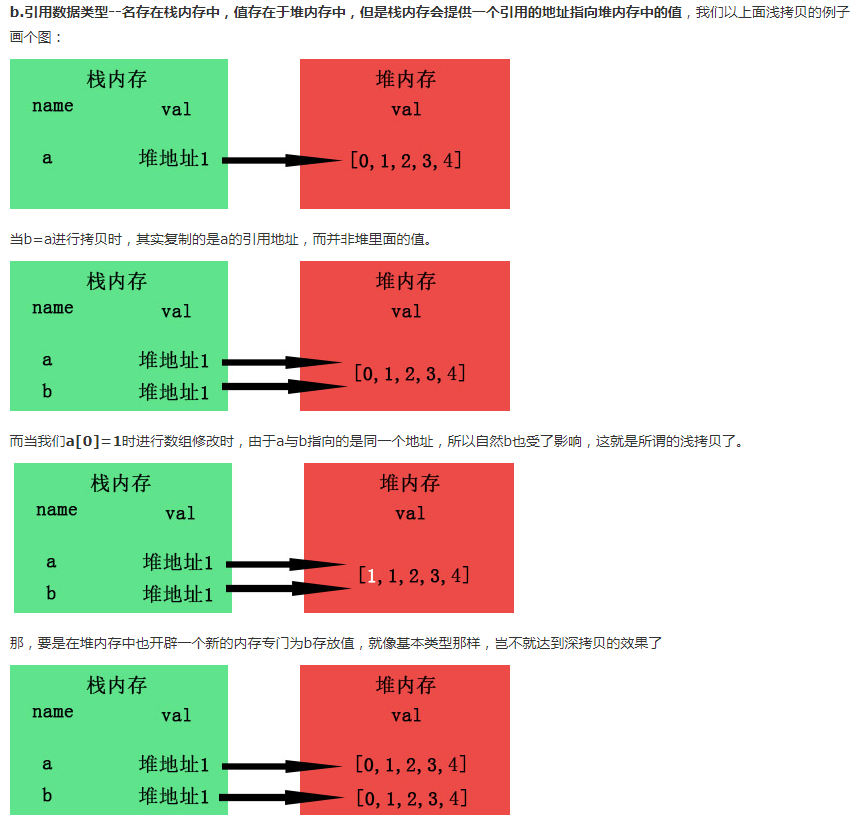 b.引用数据类型--名存在栈内存中，值存在于堆内存中，但是栈内存会提供一个引用的地址指向堆内存中的值，我们以上面浅拷贝的例子
画个图：
栈内存 堆内存
name val val
a 堆地址1 [0,1,2,3,4]
当b=a进行拷贝时，其实复制的是a的引用地址，而并非堆里面的值。
栈内存 堆内存
name val val
a 堆地址1 [0,1,2,3,4]
b 堆地址1
而当我们a[0]=1时进行数组修改时，由于a与b指向的是同一个地址，所以自然b也受了影响，这就是所谓的浅拷贝了。
栈内存 堆内存
name val val
a 堆地址1 [1,1,2,3,4]
b 堆地址1
那，要是在堆内存中也开辟一个新的内存专门为b存放值，就像基本类型那样，岂不就达到深拷贝的效果了
栈内存 堆内存
name val val
a 堆地址1 [0,1,2,3,4]
b 堆地址1 [0,1,2,3,4]